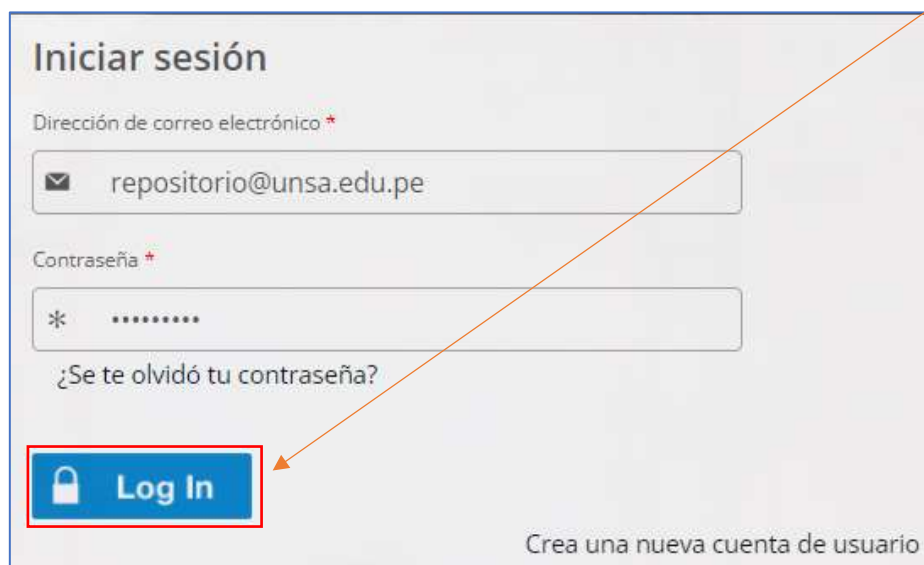 Iniciar sesión
Dirección de correo electrónico *
repositorio@unsa.edu.pe
Contraseña *
* •••••••••
¿Se te olvidó tu contraseña?
Log In
Crea una nueva cuenta de usuario